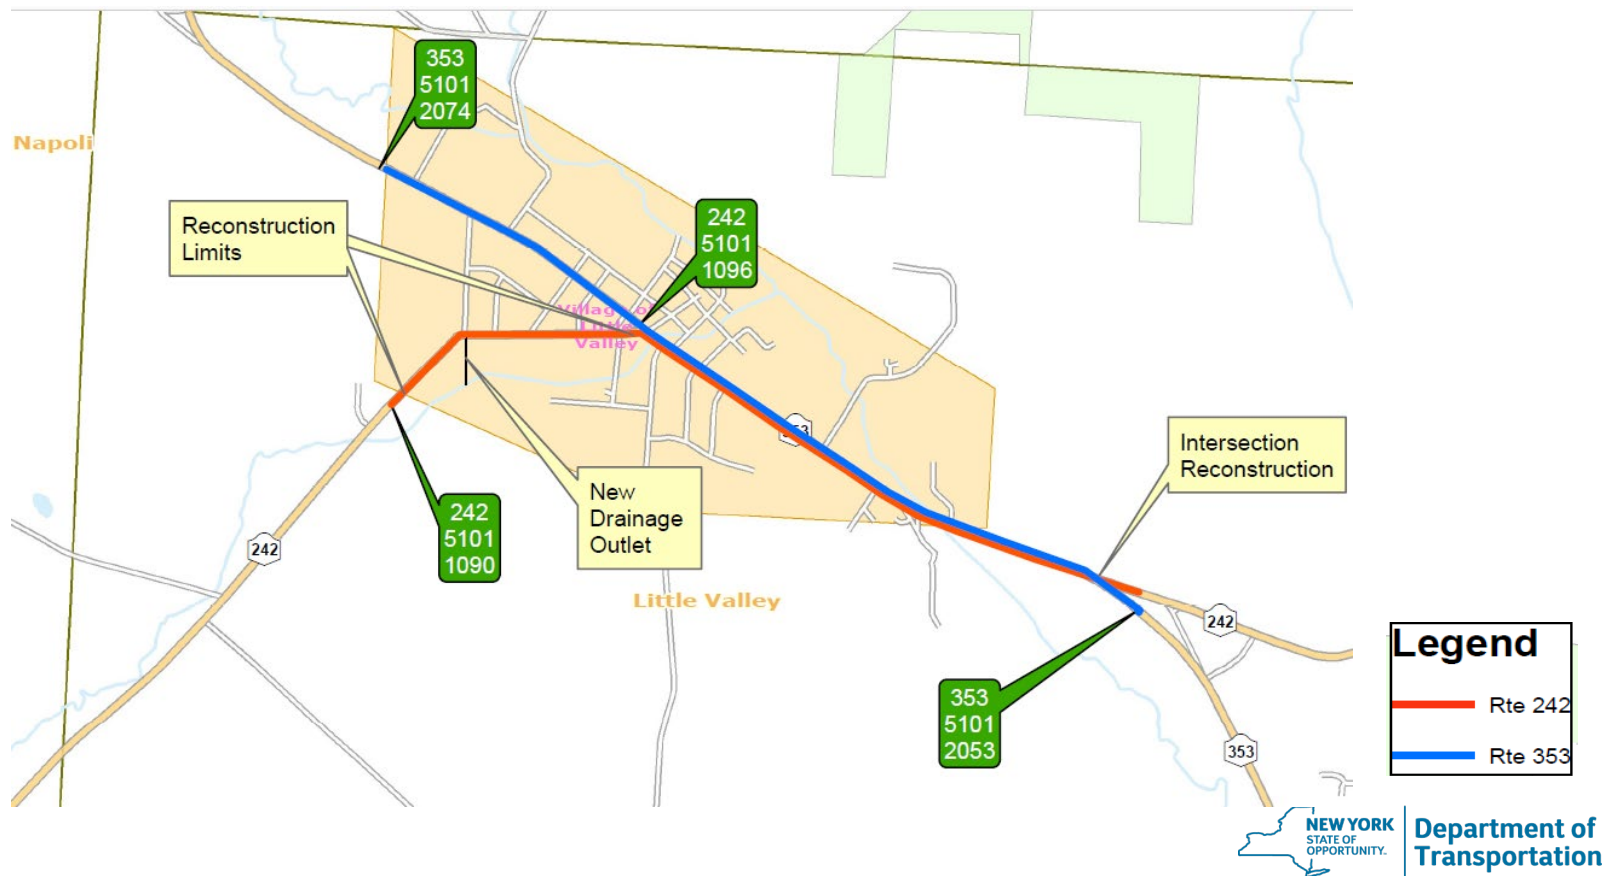 353
5101
2074
Napoli
Reconstruction
Limits
242
5101
1096
Village of
Little
Valley
353
Intersection
Reconstruction
New
Drainage
Outlet
242
5101
1090
242
Little Valley
242
353
5101
2053
353
Legend
Rte 242
Rte 353
NEW YORK
STATE OF
OPPORTUNITY.
Department of
Transportation